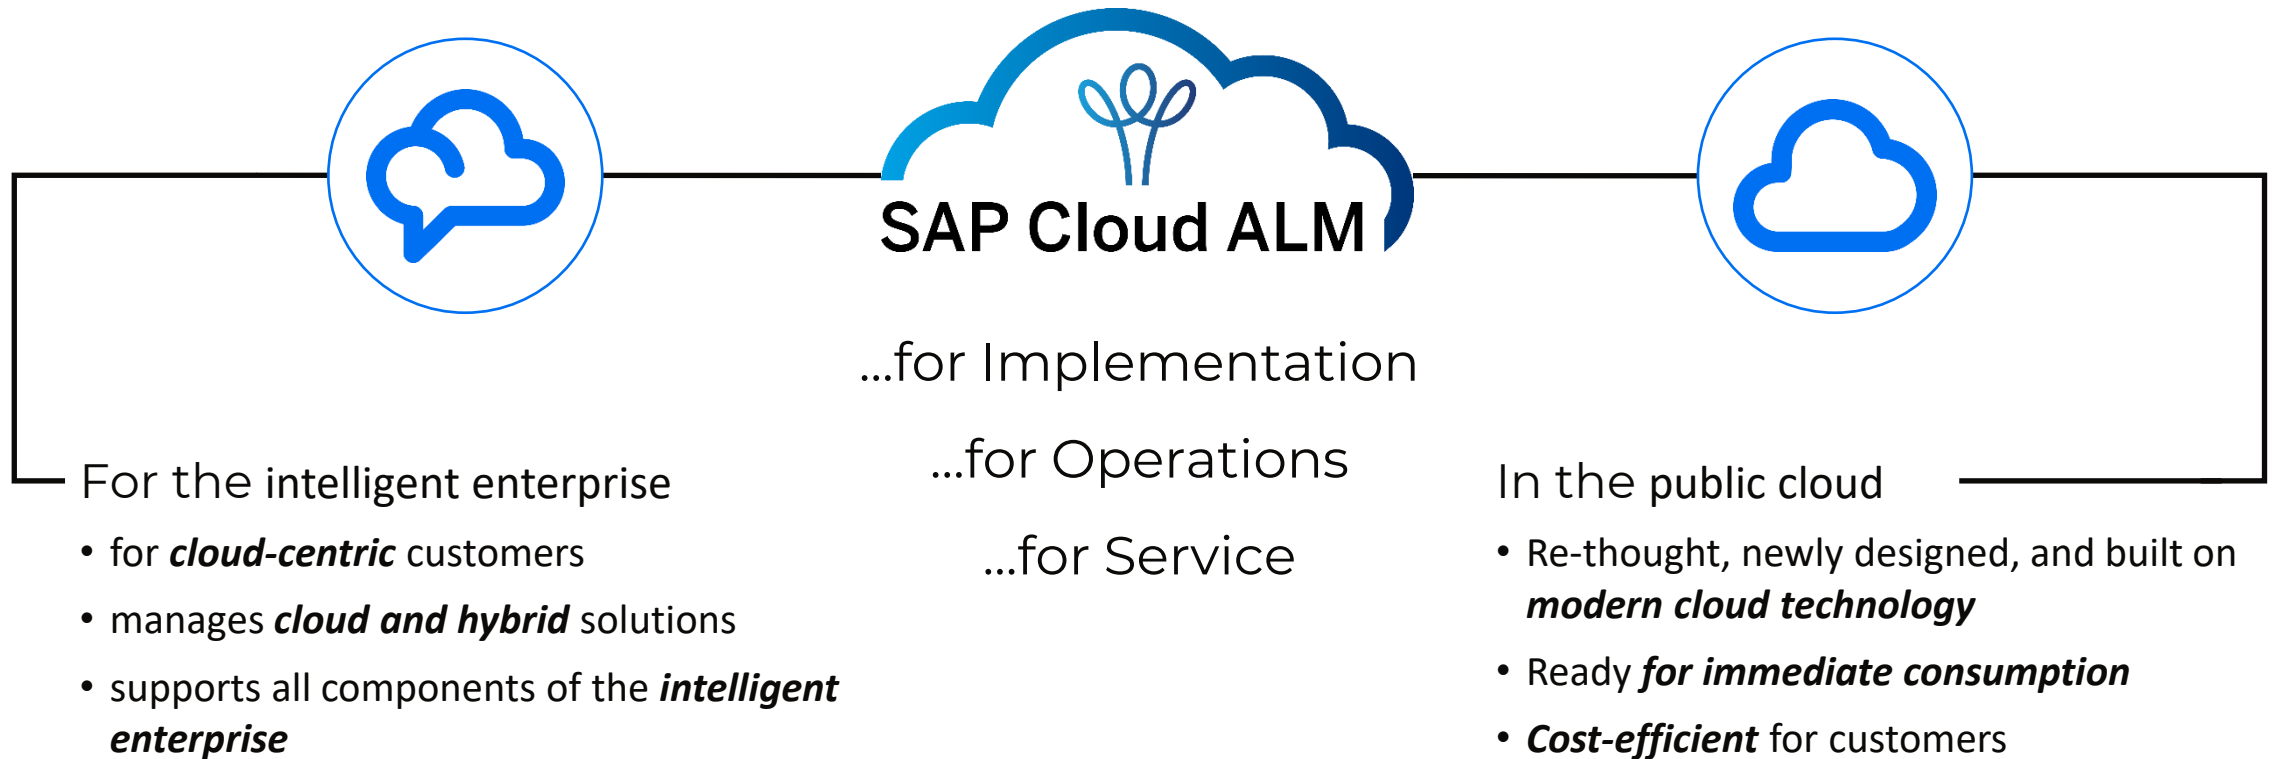 SAP Cloud ALM
...for Implementation
...for Operations
...for Service
For the intelligent enterprise
• for cloud-centric customers
• manages cloud and hybrid solutions
• supports all components of the intelligent
enterprise
In the public cloud
• Re-thought, newly designed, and built on
modern cloud technology
• Ready for immediate consumption
• Cost-efficient for customers